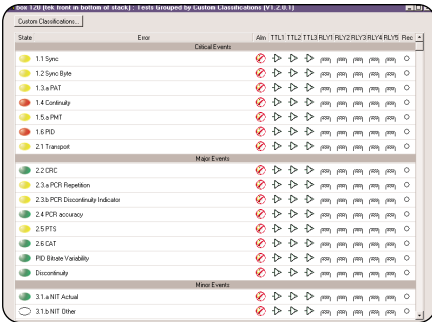 box 120 (tek front in bottom of stack) : Tests Grouped by Custom Classifications (V1.2.0.1)
Custom Classifications...
State Error Alm TTL1 TTL2 TTL3 RLY1 RLY2 RLY3 RLY4 RLY5 Rec
Critical Events
1.1 Sync
1.2 Sync Byte
1.3.a PAT
1.4 Continuity
1.5.a PMT
1.6 PID
2.1 Transport
Major Events
2.2 CRC
2.3.a PCR Repetition
2.3.b PCR Discontinuity Indicator
2.4 PCR accuracy
2.5 PTS
2.6 CAT
PID Bitrate Variability
Discontinuity
Minor Events
3.1.a NIT Actual
3.1.b NIT Other